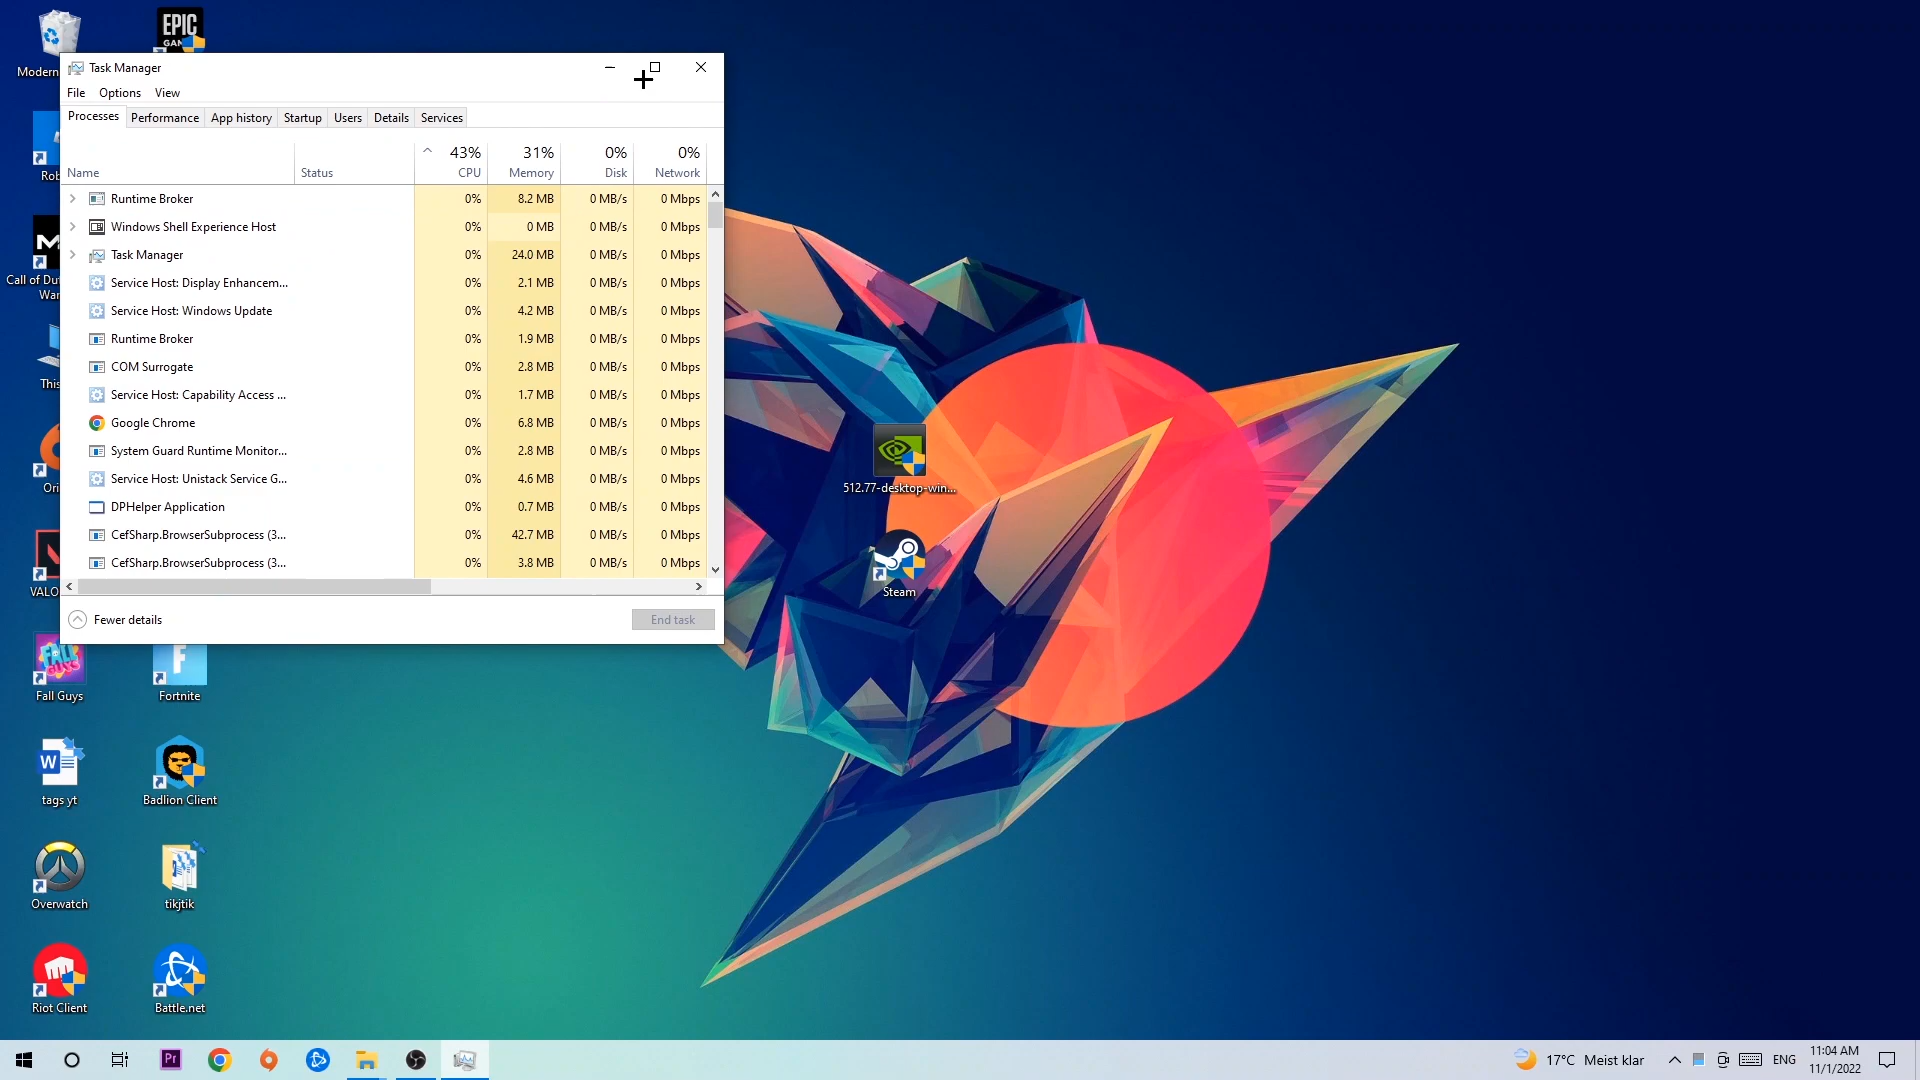 EPIC
GAM
Modern
Task Manager
File Options View
Processes Performance App history Startup Users Details Services
43% 31% 0% 0%
Name Status CPU Memory Disk Network
Runtime Broker 0% 8.2 MB 0 MB/s 0 Mbps
Windows Shell Experience Host 0% 0 MB 0 MB/s 0 Mbps
Task Manager 0% 24.0 MB 0 MB/s 0 Mbps
Service Host: Display Enhancem... 0% 2.1 MB 0 MB/s 0 Mbps
Service Host: Windows Update 0% 4.2 MB 0 MB/s 0 Mbps
Runtime Broker 0% 1.9 MB 0 MB/s 0 Mbps
COM Surrogate 0% 2.8 MB 0 MB/s 0 Mbps
Service Host: Capability Access ... 0% 1.7 MB 0 MB/s 0 Mbps
Google Chrome 0% 6.8 MB 0 MB/s 0 Mbps
System Guard Runtime Monitor... 0% 2.8 MB 0 MB/s 0 Mbps
Service Host: Unistack Service G... 0% 4.6 MB 0 MB/s 0 Mbps
DPHelper Application 0% 0.7 MB 0 MB/s 0 Mbps
CefSharp.BrowserSubprocess (3... 0% 42.7 MB 0 MB/s 0 Mbps
CefSharp.BrowserSubprocess (3... 0% 3.8 MB 0 MB/s 0 Mbps
Fewer details End task
Rob
M
Call of Du
War
This
Ori
VALO
512.77-desktop-win...
Steam
FALL
GUYS
Fall Guys
F
Fortnite
W
tags yt
Badlion Client
Overwatch
tikjtik
Riot Client
Battle.net
Pr
17°C Meist klar
ENG
11:04 AM
11/1/2022